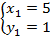 {x₁ = 5
y₁ = 1